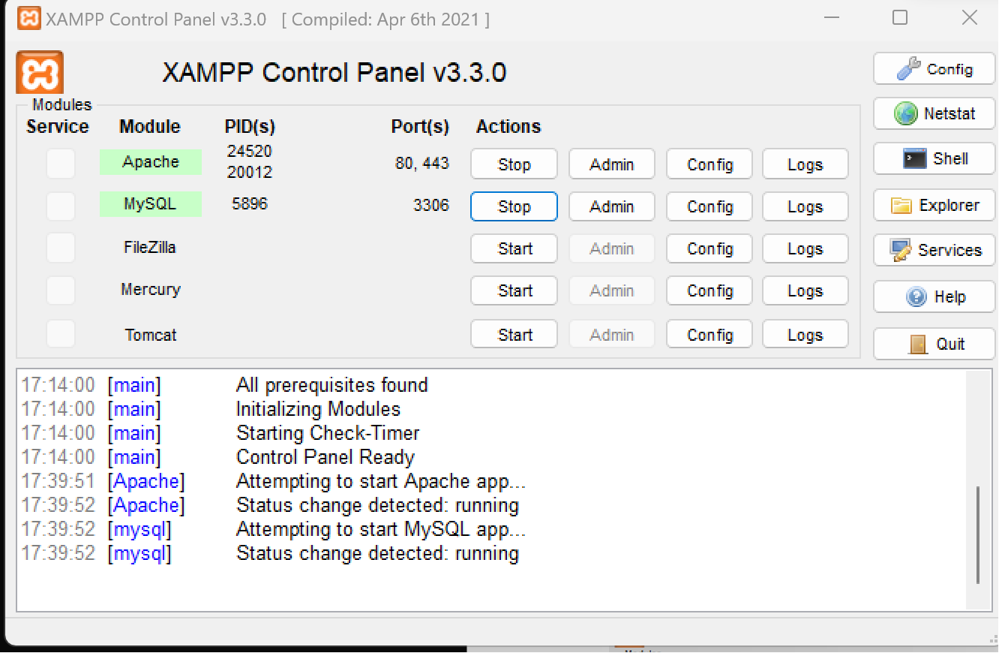 XAMPP Control Panel v3.3.0 [ Compiled: Apr 6th 2021 ]
XAMPP Control Panel v3.3.0
Config
Modules
Service Module PID(s) Port(s) Actions
Netstat
Apache 24520 20012 80, 443 Stop Admin Config Logs
Shell
MySQL 5896 3306 Stop Admin Config Logs
Explorer
FileZilla Start Admin Config Logs
Services
Mercury Start Admin Config Logs
Help
Tomcat Start Admin Config Logs
Quit
17:14:00 [main] All prerequisites found
17:14:00 [main] Initializing Modules
17:14:00 [main] Starting Check-Timer
17:14:00 [main] Control Panel Ready
17:39:51 [Apache] Attempting to start Apache app...
17:39:52 [Apache] Status change detected: running
17:39:52 [mysql] Attempting to start MySQL app...
17:39:52 [mysql] Status change detected: running